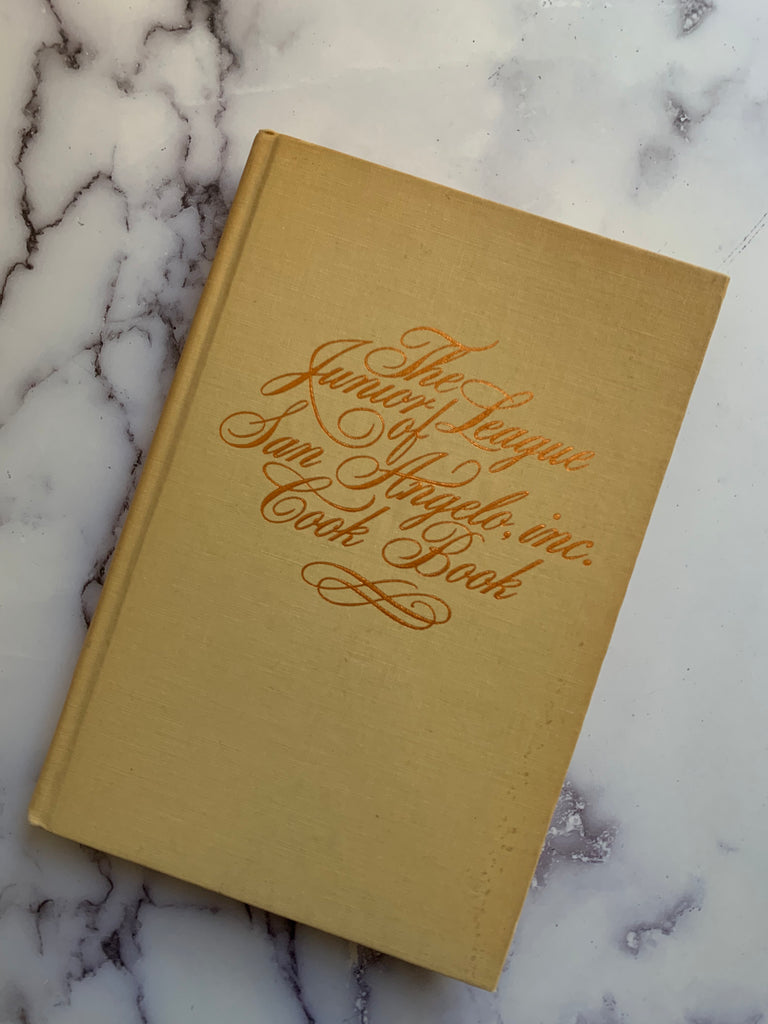 The
Junior League
of
San Angelo, inc.
Cook Book